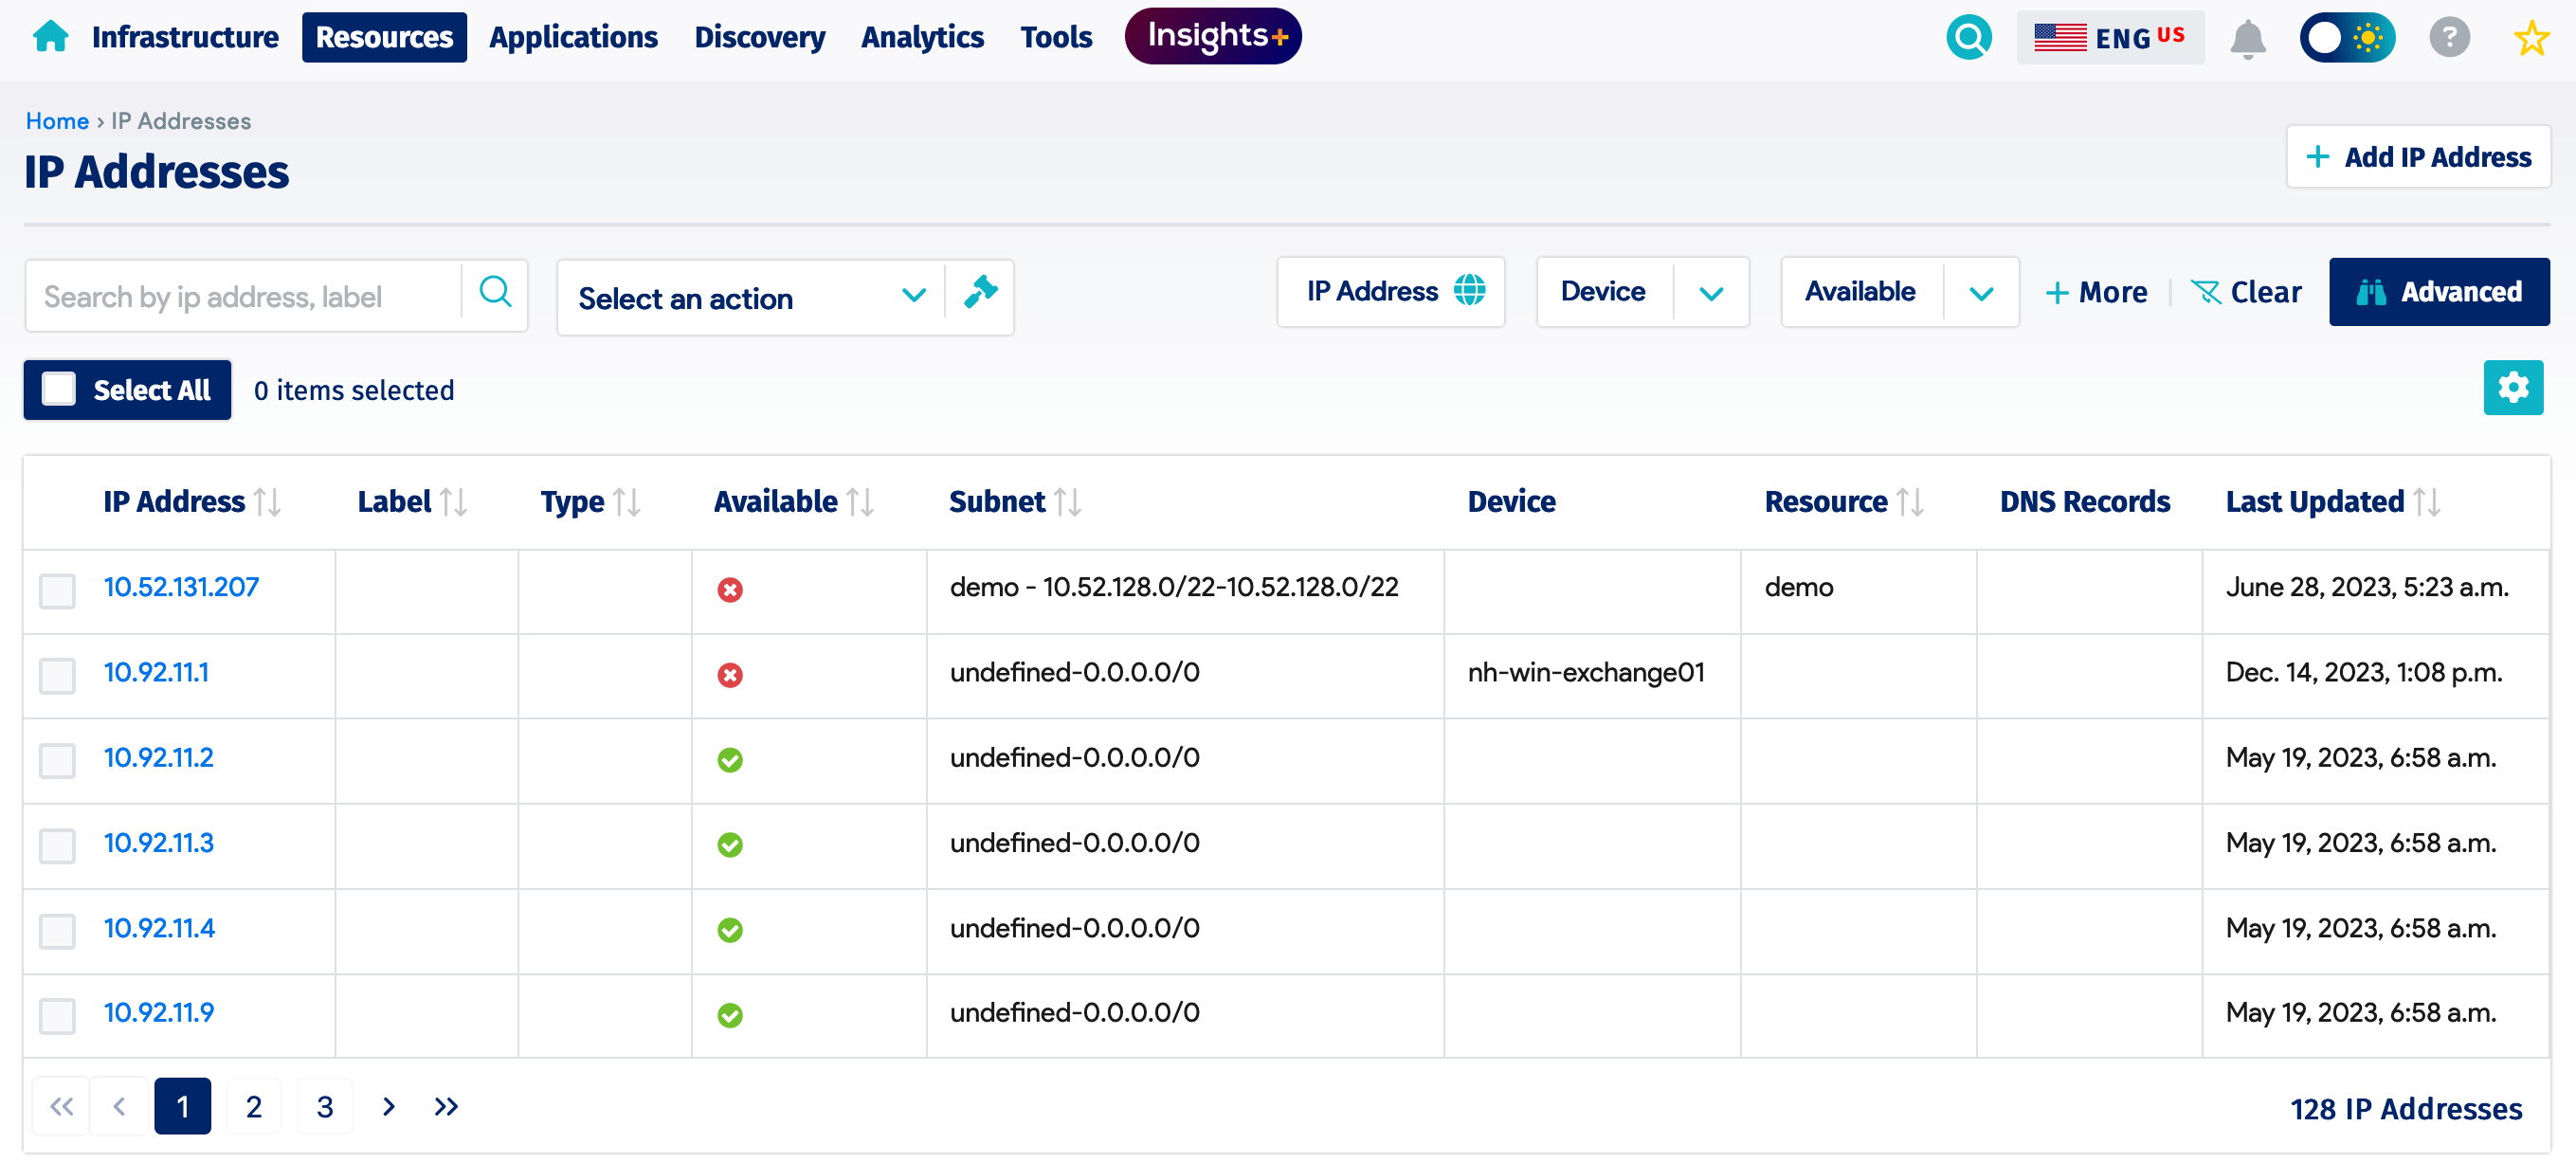 Infrastructure Resources Applications Discovery Analytics Tools Insights+ ENG US ?
Home › IP Addresses
IP Addresses
+ Add IP Address
Search by ip address, label Select an action IP Address Device Available + More Clear Advanced
Select All 0 items selected
IP Address Label Type Available Subnet Device Resource DNS Records Last Updated
10.52.131.207 demo - 10.52.128.0/22-10.52.128.0/22 demo June 28, 2023, 5:23 a.m.
10.92.11.1 undefined-0.0.0.0/0 nh-win-exchange01 Dec. 14, 2023, 1:08 p.m.
10.92.11.2 undefined-0.0.0.0/0 May 19, 2023, 6:58 a.m.
10.92.11.3 undefined-0.0.0.0/0 May 19, 2023, 6:58 a.m.
10.92.11.4 undefined-0.0.0.0/0 May 19, 2023, 6:58 a.m.
10.92.11.9 undefined-0.0.0.0/0 May 19, 2023, 6:58 a.m.
« ‹ 1 2 3 › » 128 IP Addresses